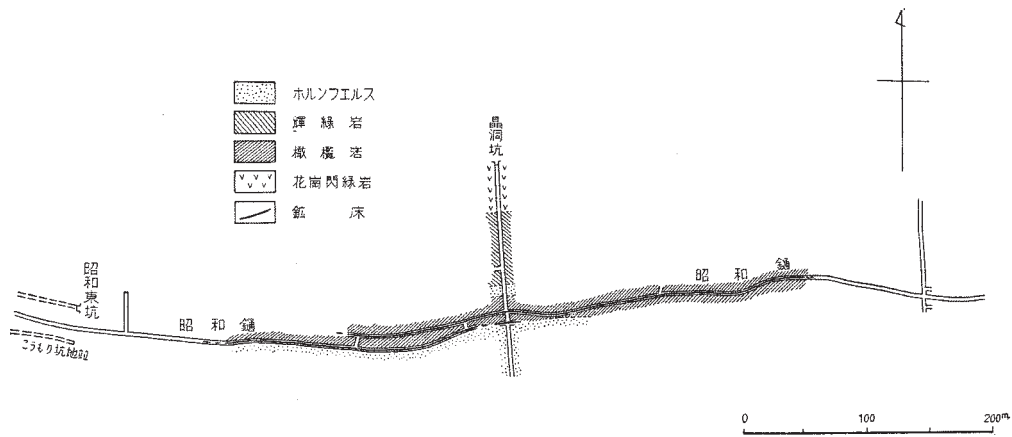 ホルンフエルス
輝緑岩
橄欖岩
花崗閃緑岩
鉱床
晶洞坑
昭和東坑
昭和鏈
昭和鏈
こうもり坑地並
0 100 200m